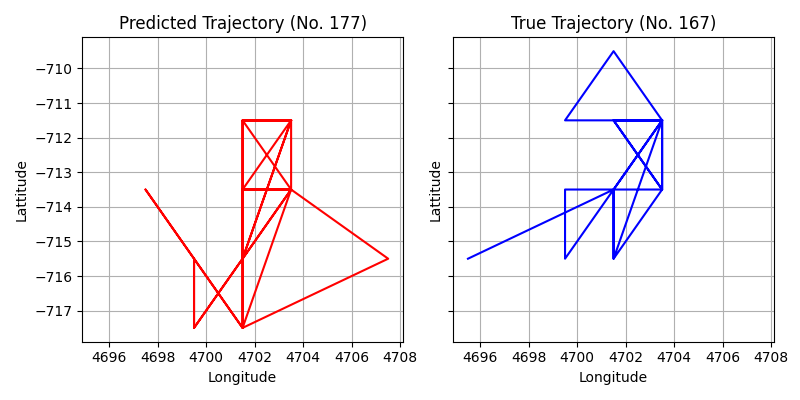 Predicted Trajectory (No. 177)
True Trajectory (No. 167)
−710
−711
−712
−713
−714
−715
−716
−717
Lattitude
Lattitude
4696 4698 4700 4702 4704 4706 4708
4696 4698 4700 4702 4704 4706 4708
Longitude
Longitude